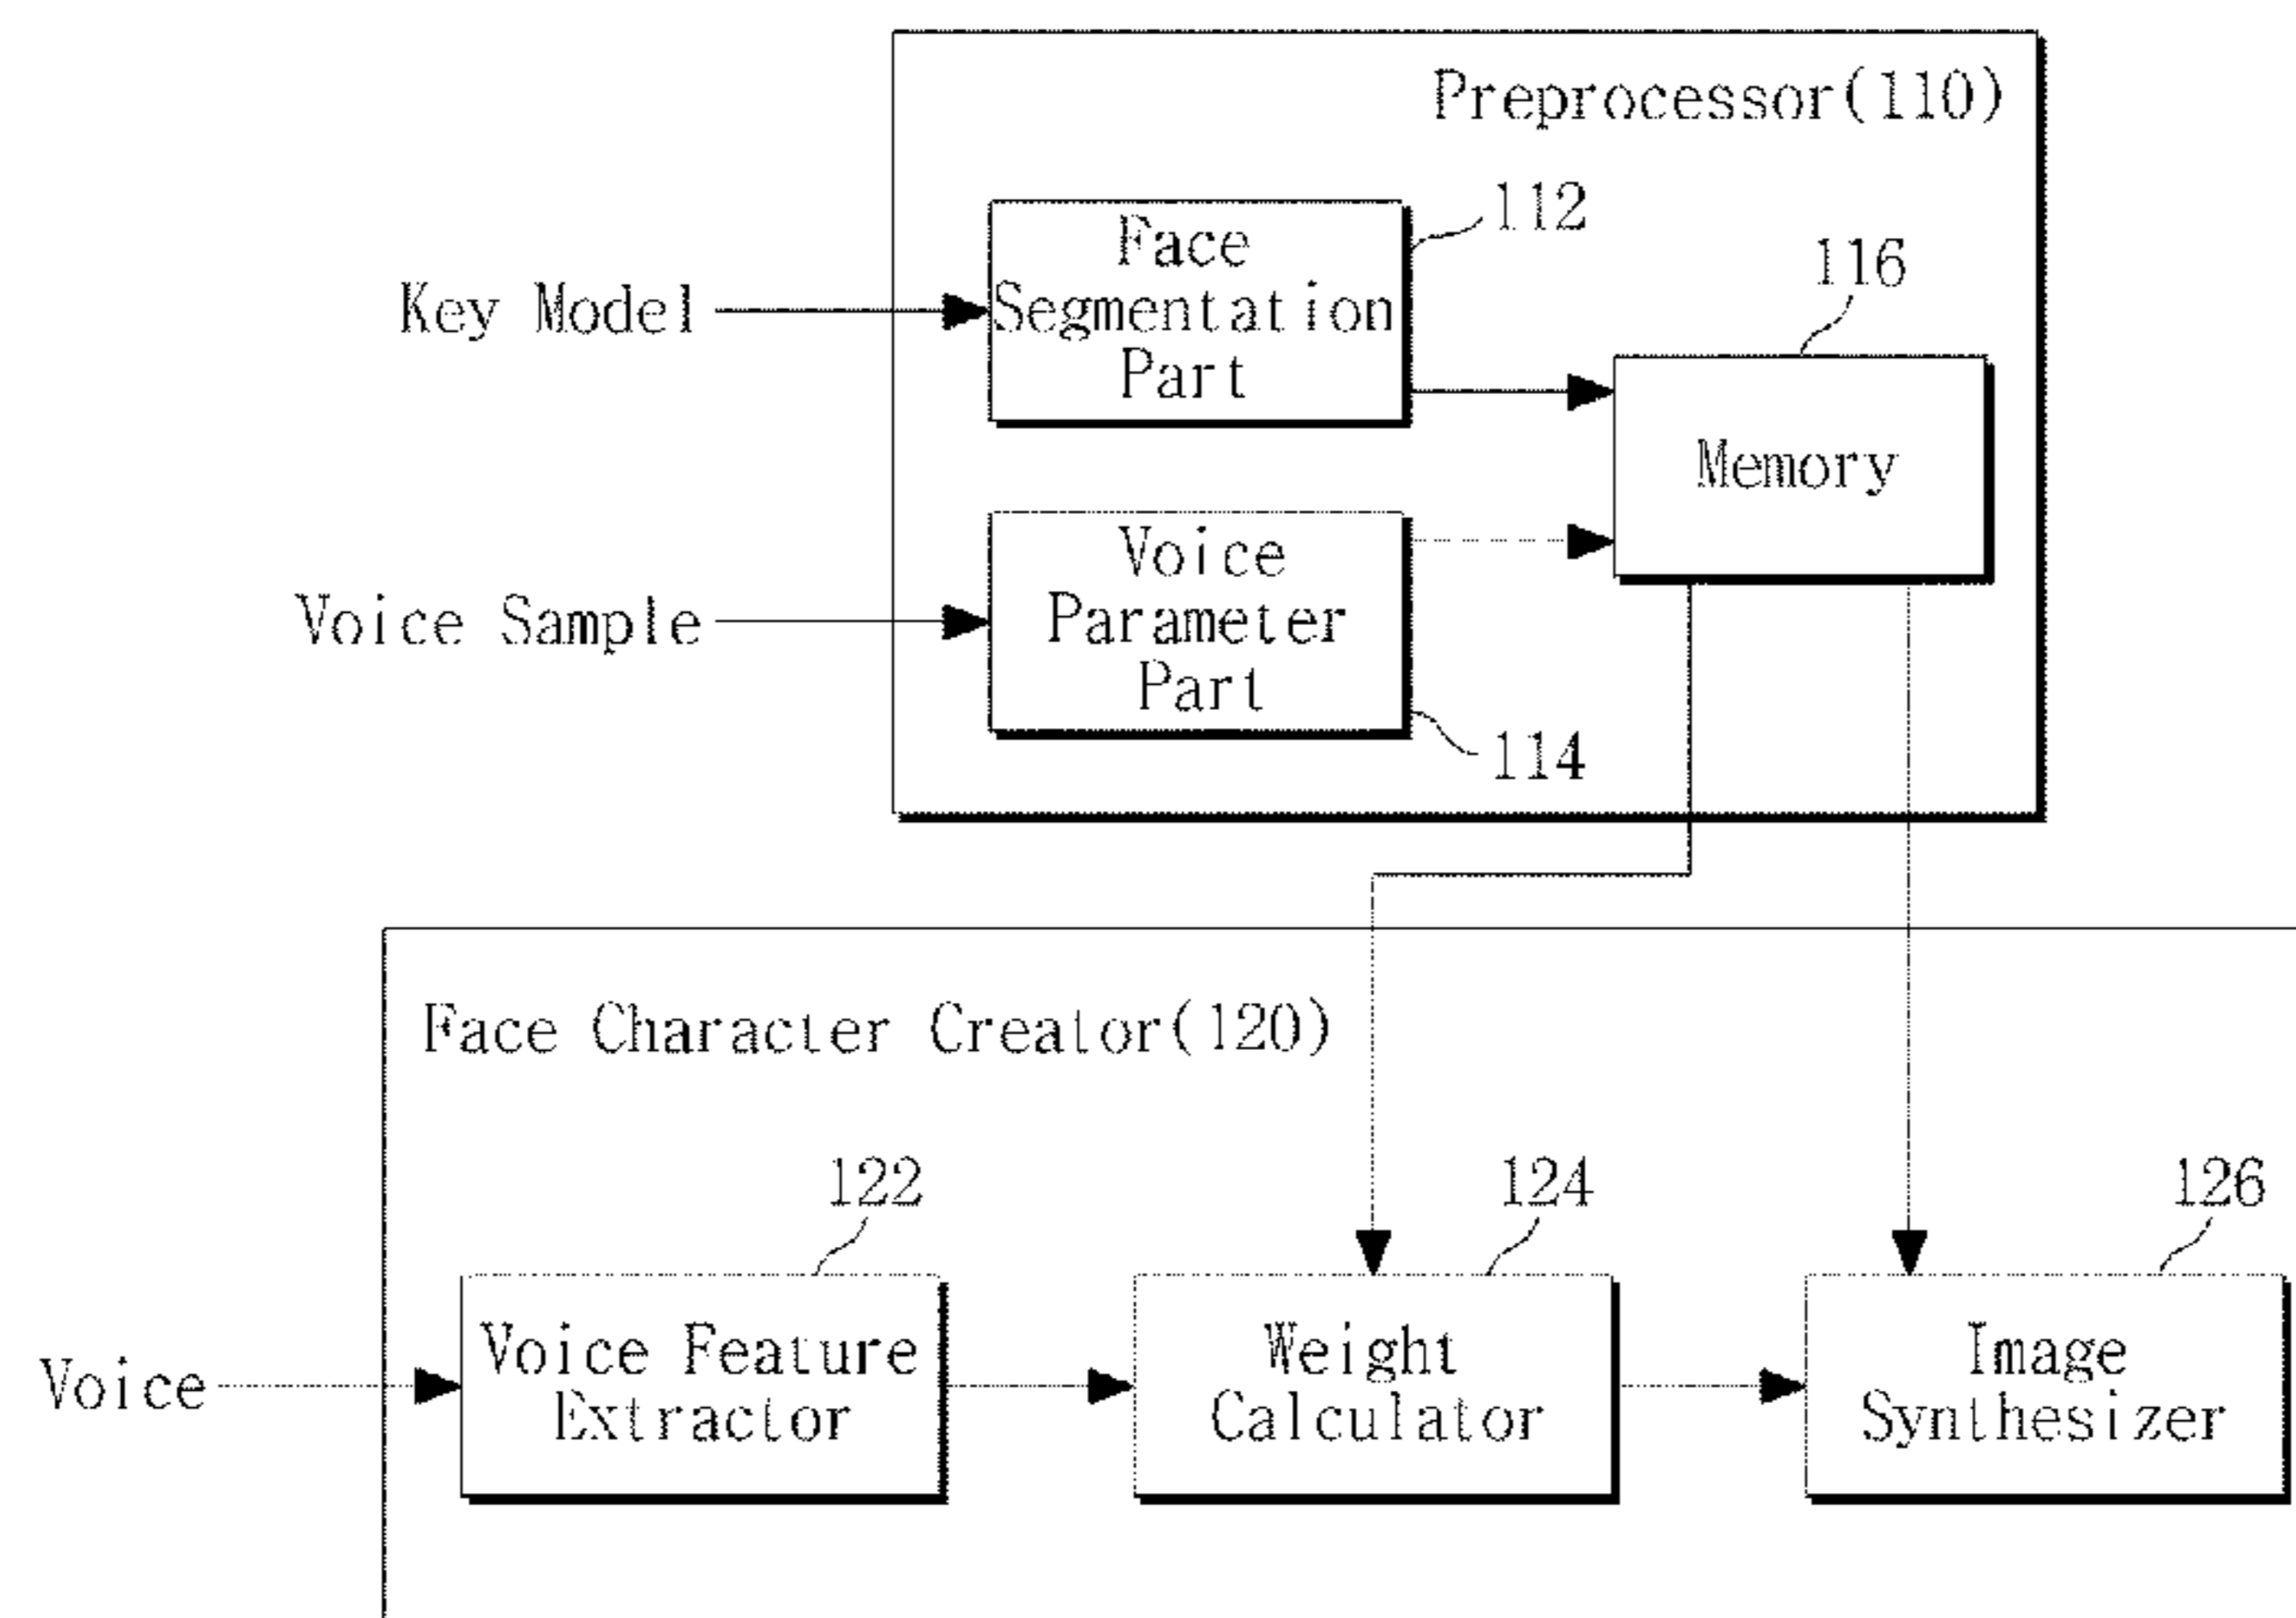 Preprocessor(110)
112
Face
Segmentation
Part
116
Key Model
Memory
Voice
Parameter
Part
Voice Sample
114
Face Character Creator(120)
122
124
126
Voice
Voice Feature
Extractor
Weight
Calculator
Image
Synthesizer